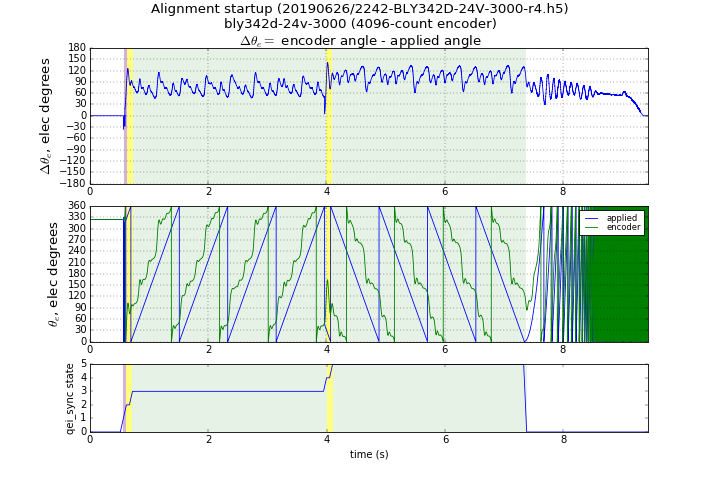 Alignment startup (20190626/2242-BLY342D-24V-3000-r4.h5)
bly342d-24v-3000 (4096-count encoder)
Δθe = encoder angle - applied angle
Δθe, elec degrees
180
150
120
90
60
30
0
−30
−60
−90
−120
−150
−180
0 2 4 6 8
θe, elec degrees
360
330
300
270
240
210
180
150
120
90
60
30
0
applied
encoder
0 2 4 6 8
qei_sync state
5
4
3
2
1
0
0 2 4 6 8
time (s)